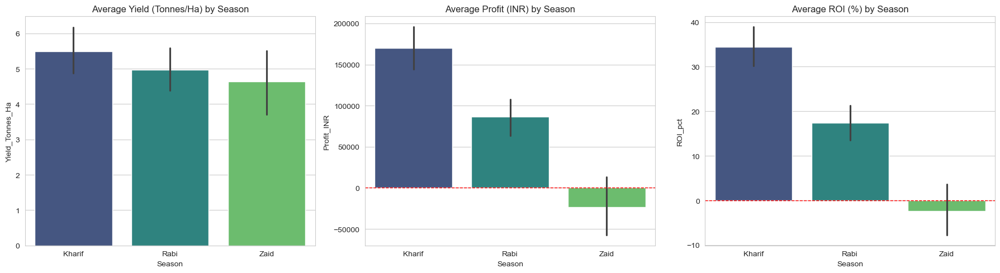 Average Yield (Tonnes/Ha) by Season
Yield_Tonnes_Ha
6
5
4
3
2
1
0
Kharif Rabi Zaid
Season
Average Profit (INR) by Season
Profit_INR
200000
150000
100000
50000
0
−50000
Kharif Rabi Zaid
Season
Average ROI (%) by Season
ROI_pct
40
30
20
10
0
−10
Kharif Rabi Zaid
Season